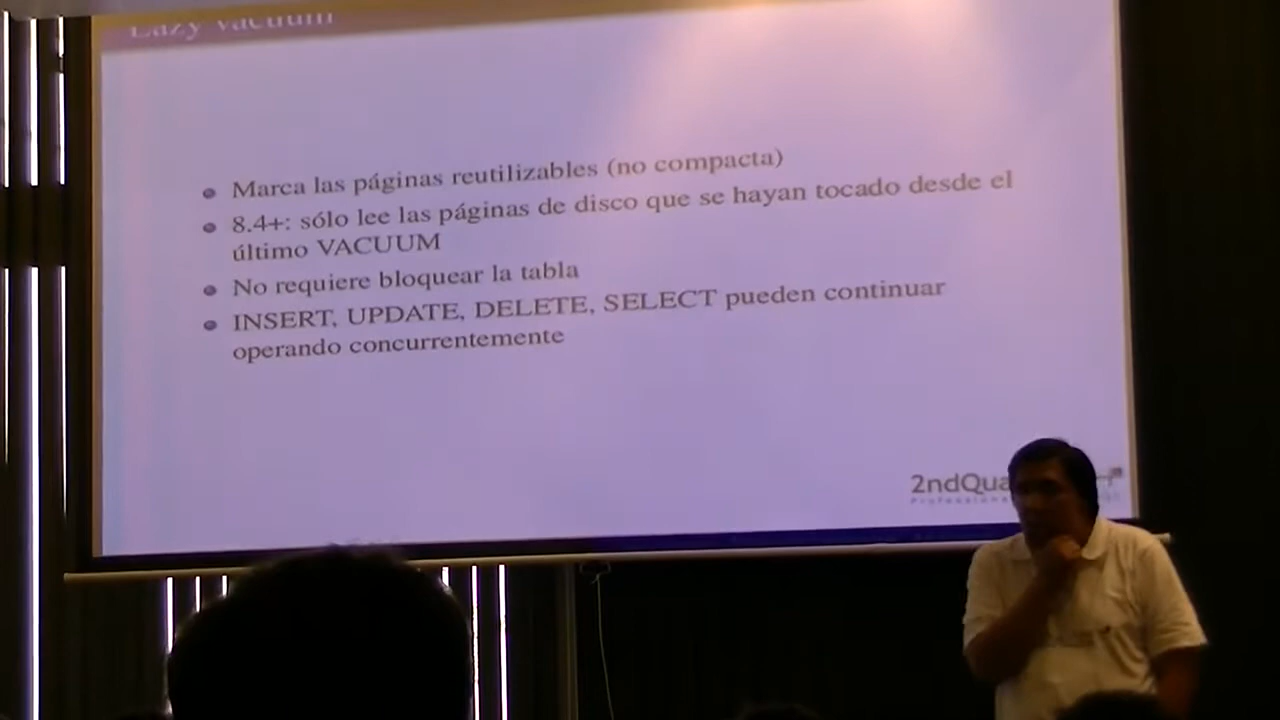 Lazy vacuum
Marca las páginas reutilizables (no compacta)
8.4+: sólo lee las páginas de disco que se hayan tocado desde el
último VACUUM
No requiere bloquear la tabla
INSERT, UPDATE, DELETE, SELECT pueden continuar
operando concurrentemente
2ndQua